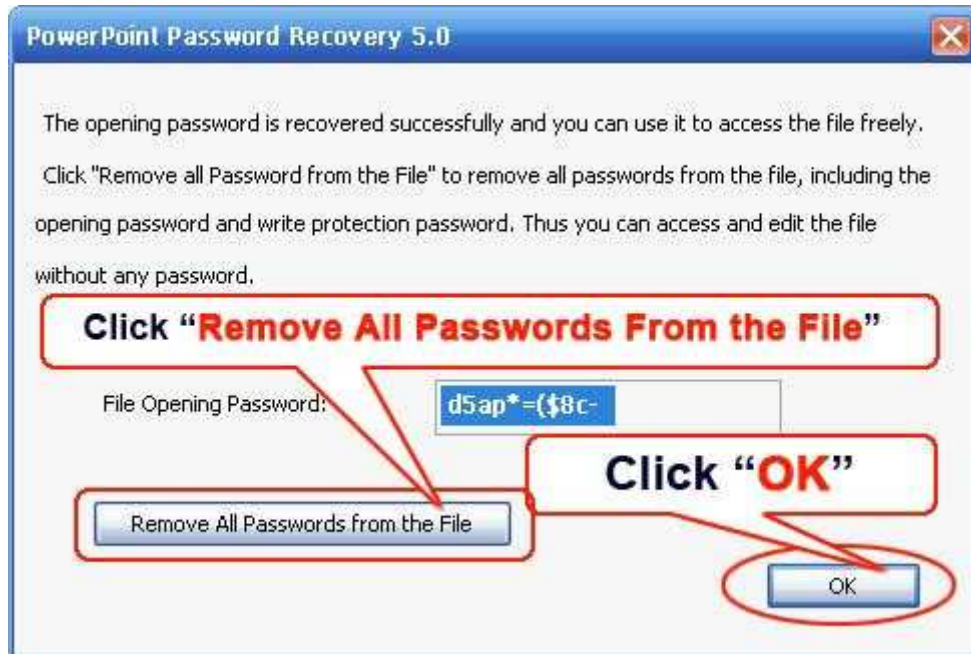 PowerPoint Password Recovery 5.0
The opening password is recovered successfully and you can use it to access the file freely.
Click "Remove all Password from the File" to remove all passwords from the file, including the
opening password and write protection password. Thus you can access and edit the file
without any password.
Click “Remove All Passwords From the File”
File Opening Password:
d5ap*=($8c-
Click “OK”
Remove All Passwords from the File
OK